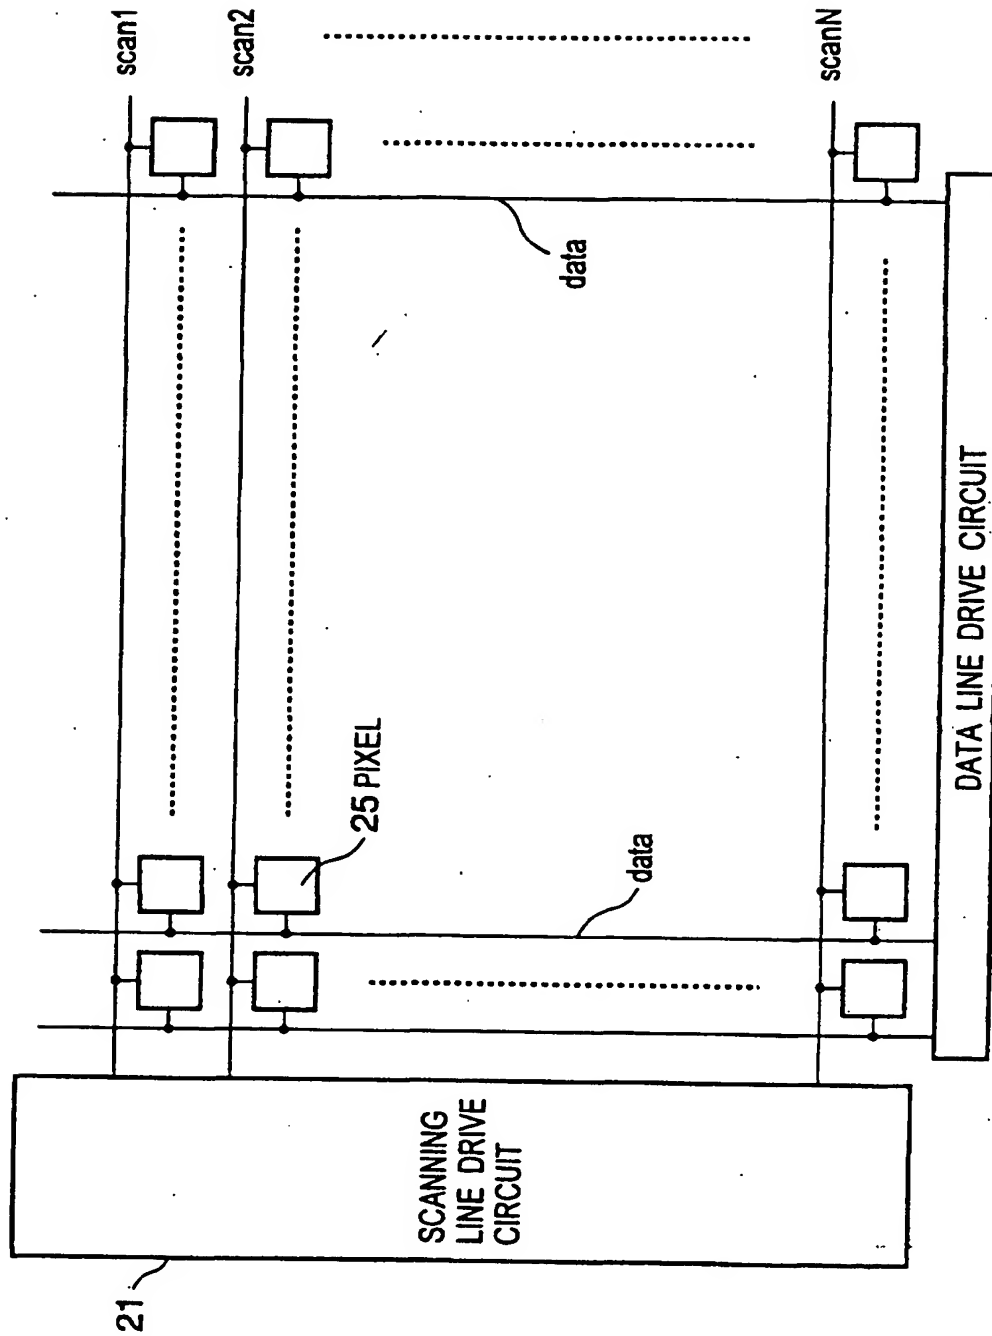 scan1
scan2
scanN
data
25 PIXEL
data
SCANNING
LINE DRIVE
CIRCUIT
21
DATA LINE DRIVE CIRCUIT